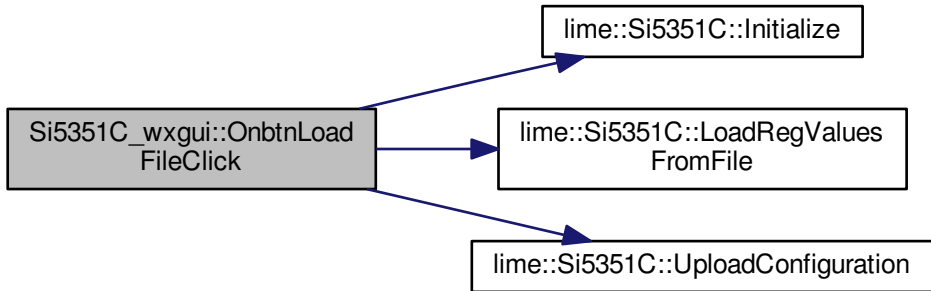 lime::Si5351C::Initialize
Si5351C_wxgui::OnbtnLoad
FileClick
lime::Si5351C::LoadRegValues
FromFile
lime::Si5351C::UploadConfiguration